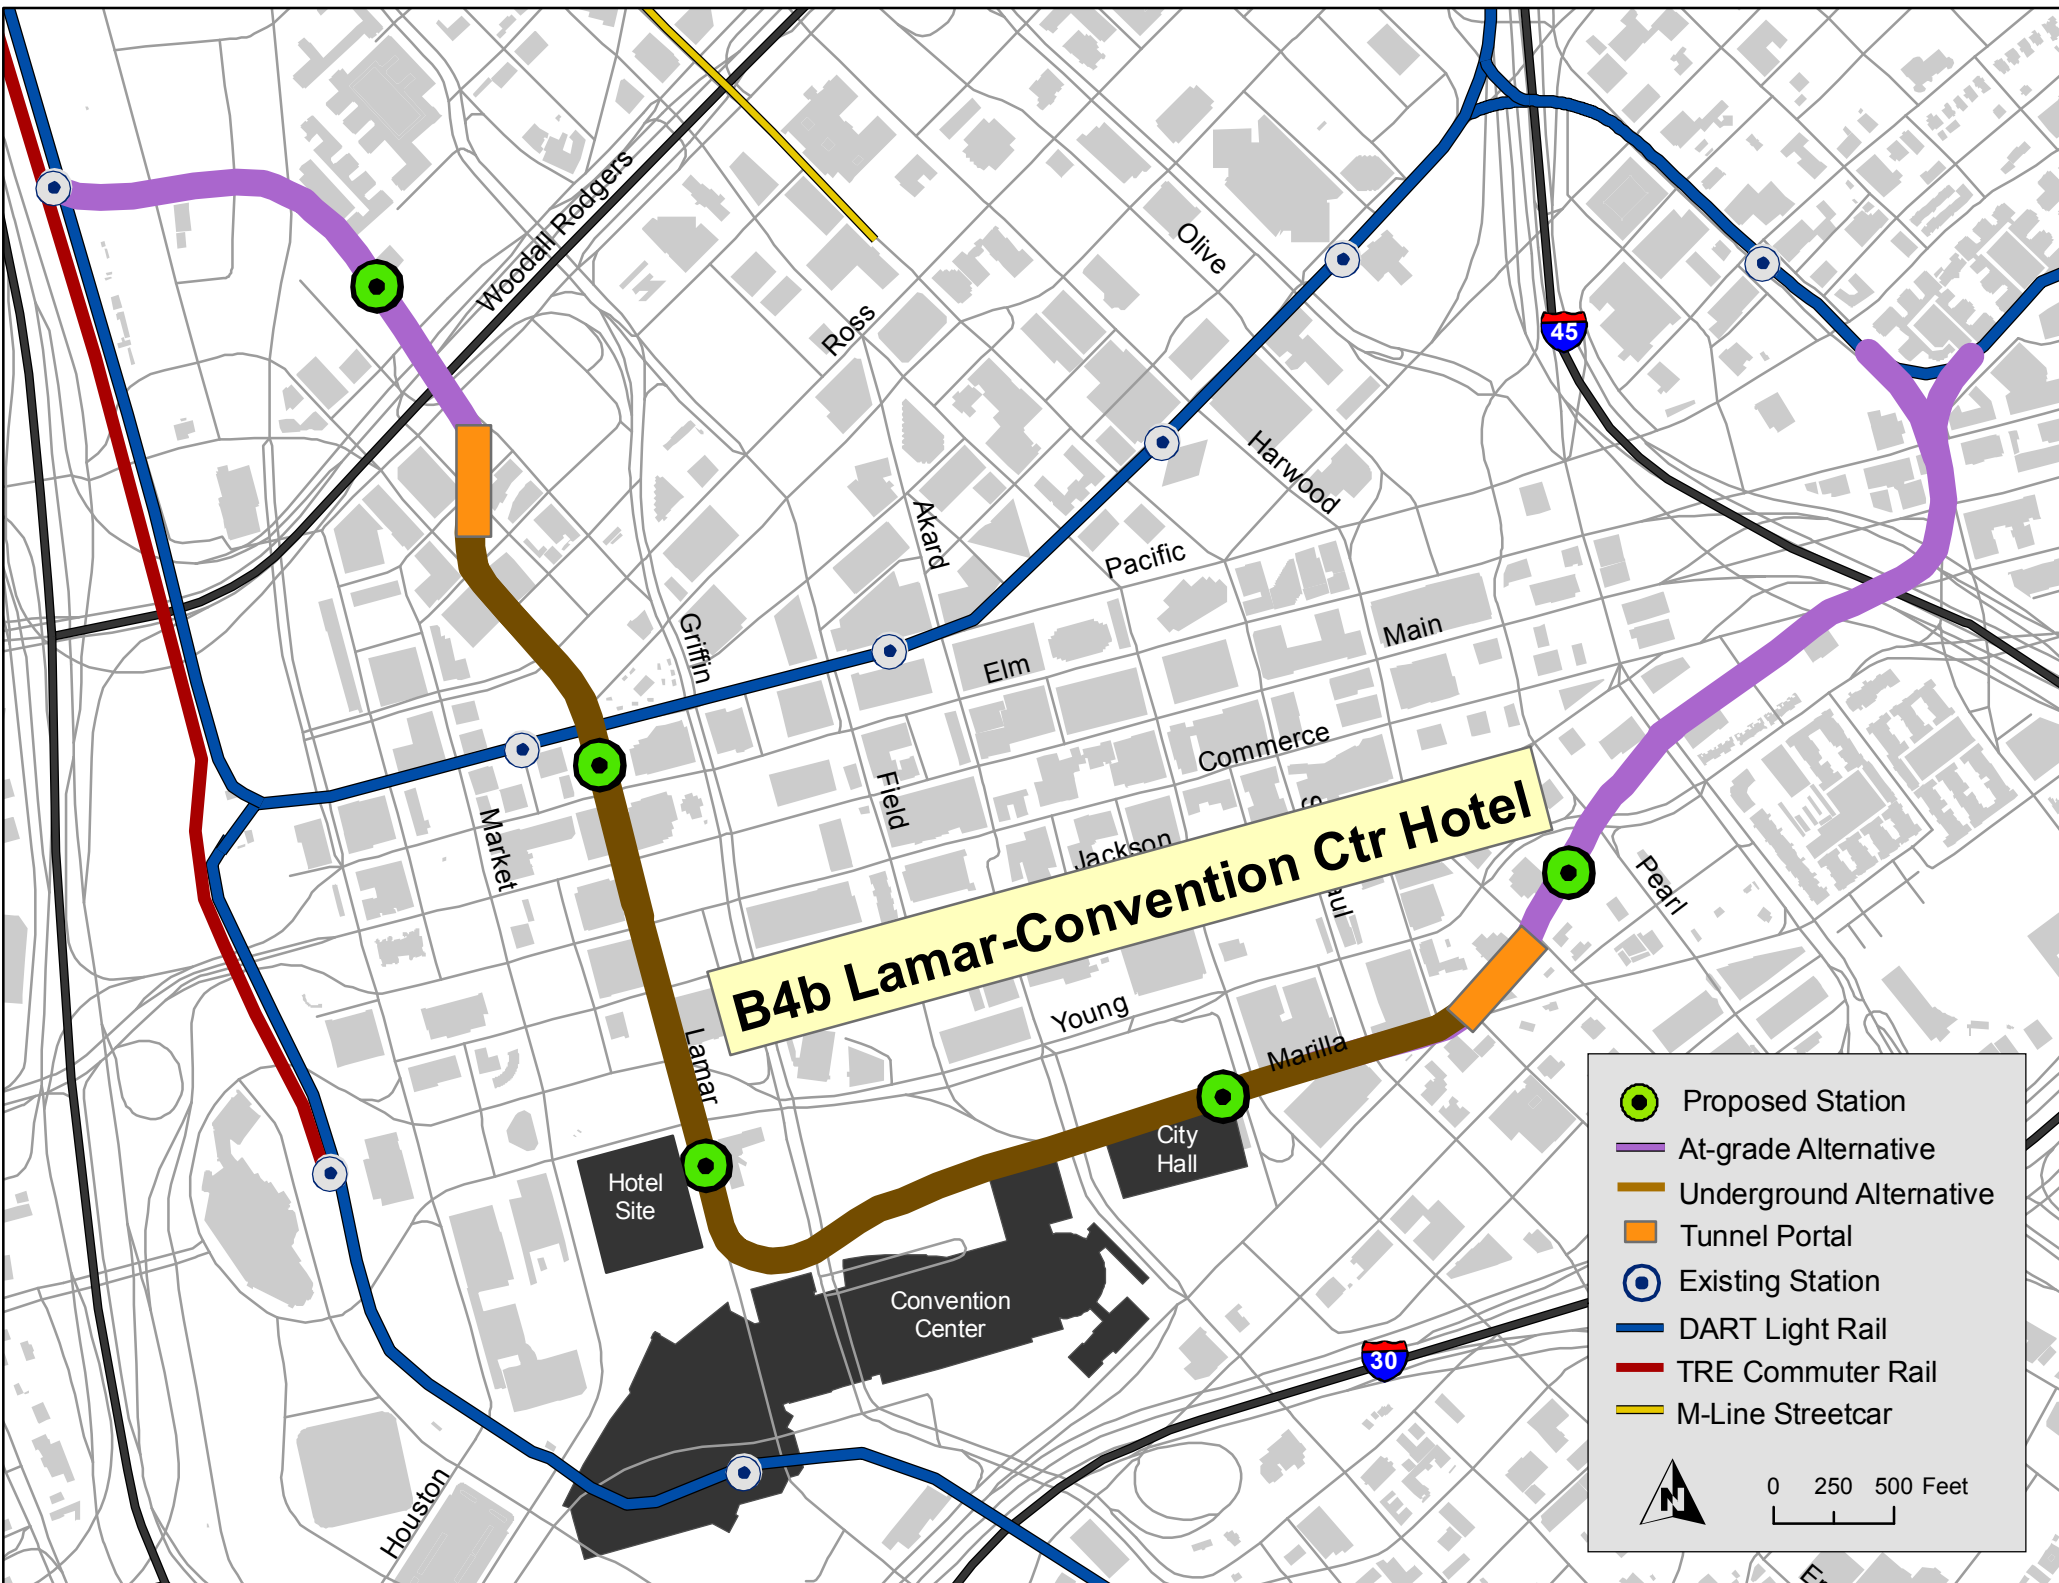 Woodall Rodgers
Olive
Ross
45
Harwood
Akard
Pacific
Griffin
Main
Elm
Commerce
Field
Market
Jackson
B4b Lamar-Convention Ctr Hotel
Pearl
Young
Lamar
Marilla
City
Hall
Hotel
Site
Convention
Center
30
Houston
Proposed Station
At-grade Alternative
Underground Alternative
Tunnel Portal
Existing Station
DART Light Rail
TRE Commuter Rail
M-Line Streetcar
N
0 250 500 Feet